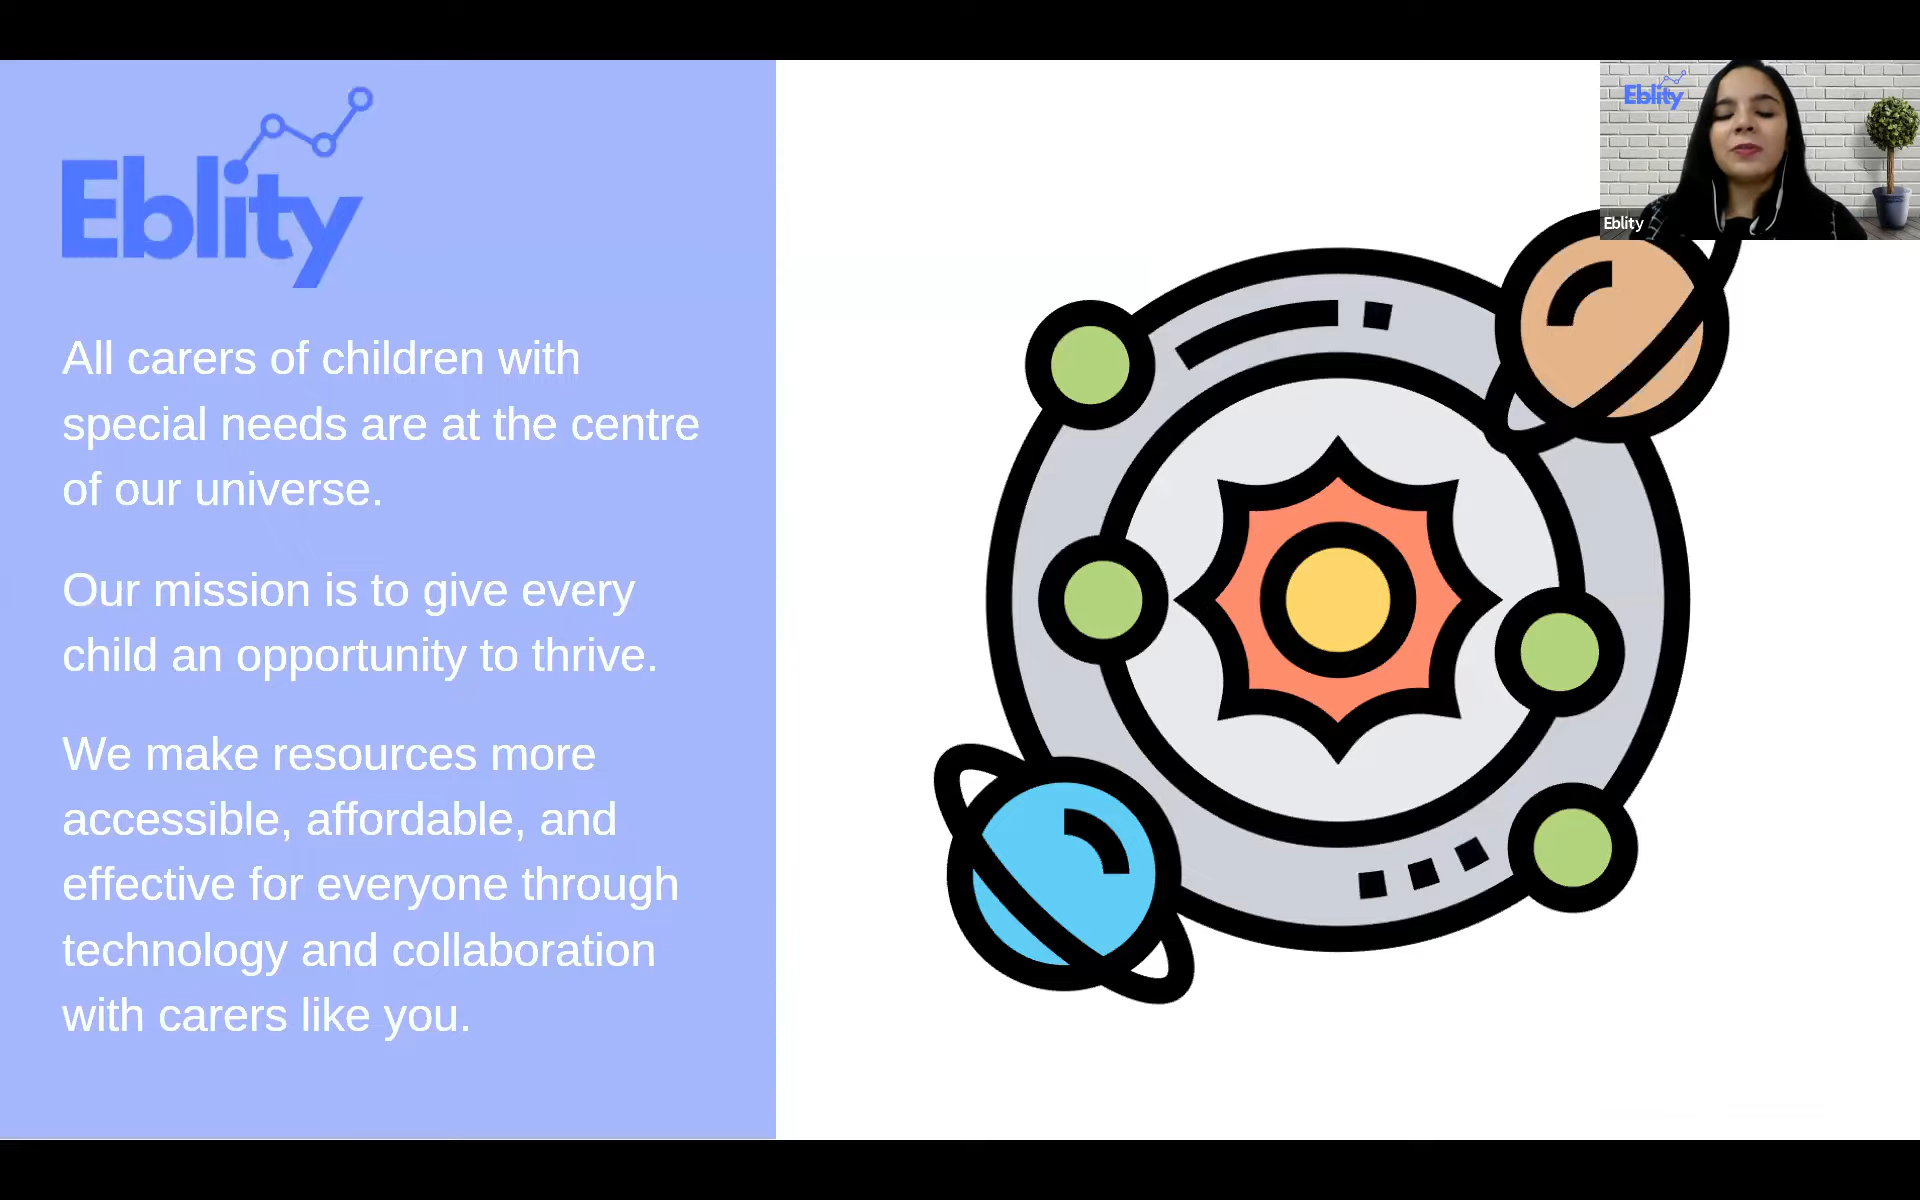 Eblity
All carers of children with
special needs are at the centre
of our universe.
Our mission is to give every
child an opportunity to thrive.
We make resources more
accessible, affordable, and
effective for everyone through
technology and collaboration
with carers like you.
Eblity
Eblity